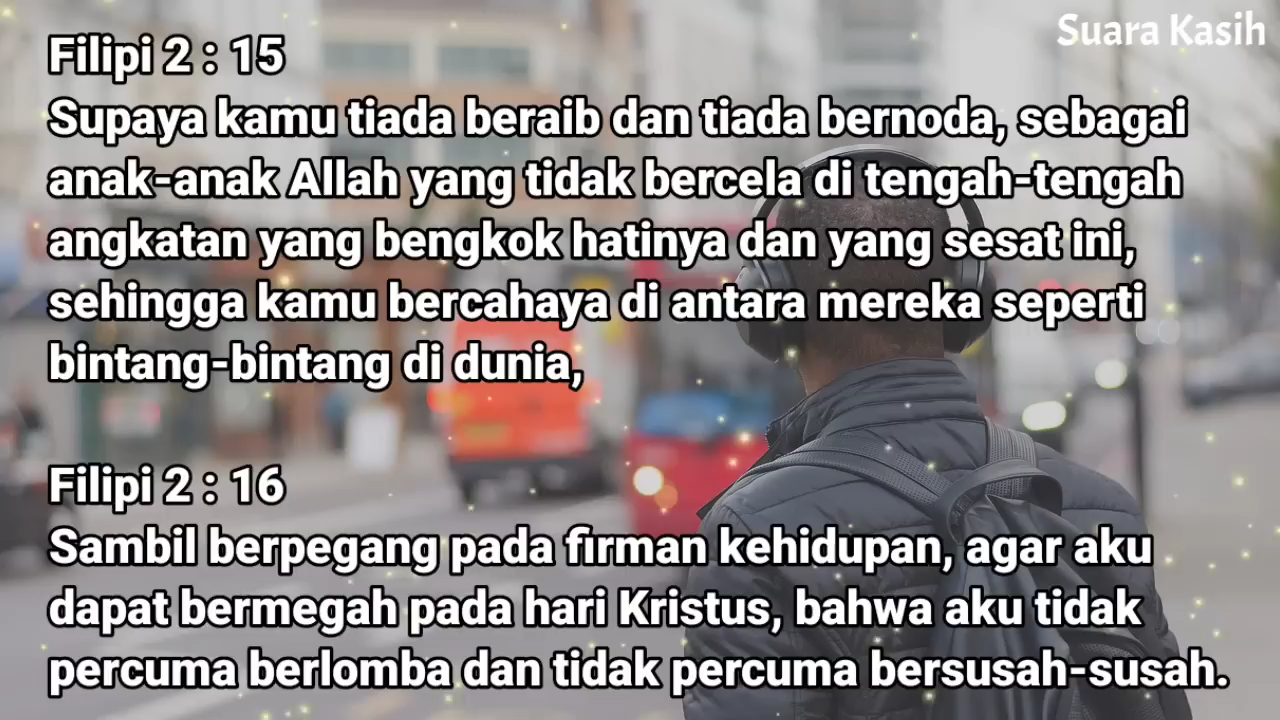 Suara Kasih
Filipi 2 : 15
Supaya kamu tiada beraib dan tiada bernoda, sebagai
anak-anak Allah yang tidak bercela di tengah-tengah
angkatan yang bengkok hatinya dan yang sesat ini,
sehingga kamu bercahaya di antara mereka seperti
bintang-bintang di dunia,
Filipi 2 : 16
Sambil berpegang pada firman kehidupan, agar aku
dapat bermegah pada hari Kristus, bahwa aku tidak
percuma berlomba dan tidak percuma bersusah-susah.